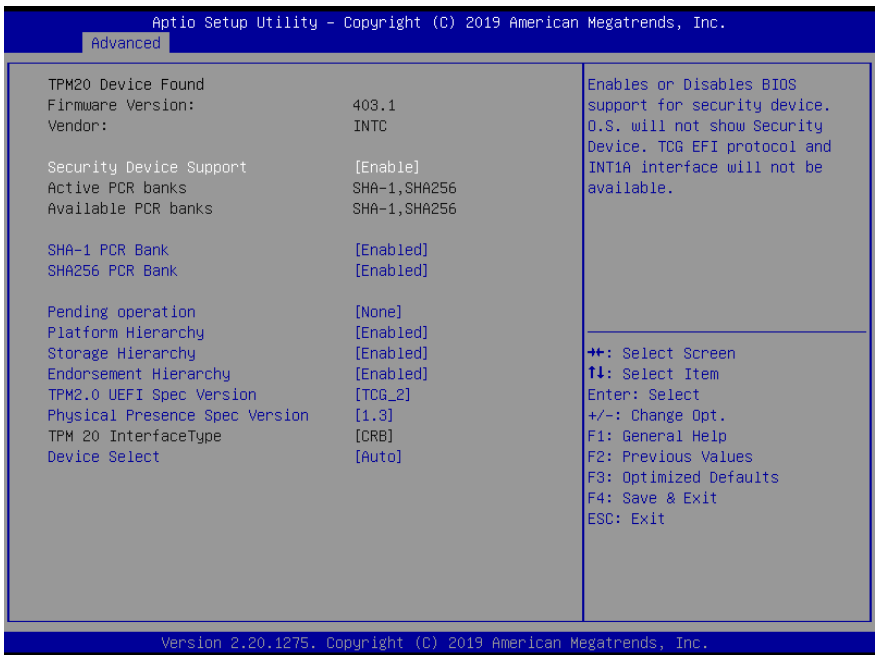 Aptio Setup Utility – Copyright (C) 2019 American Megatrends, Inc.
Advanced
TPM20 Device Found
Firmware Version: 403.1
Vendor: INTC
Security Device Support [Enable]
Active PCR banks SHA-1,SHA256
Available PCR banks SHA-1,SHA256
SHA-1 PCR Bank [Enabled]
SHA256 PCR Bank [Enabled]
Pending operation [None]
Platform Hierarchy [Enabled]
Storage Hierarchy [Enabled]
Endorsement Hierarchy [Enabled]
TPM2.0 UEFI Spec Version [TCG_2]
Physical Presence Spec Version [1.3]
TPM 20 InterfaceType [CRB]
Device Select [Auto]
Enables or Disables BIOS
support for security device.
O.S. will not show Security
Device. TCG EFI protocol and
INT1A interface will not be
available.
→←: Select Screen
↑↓: Select Item
Enter: Select
+/-: Change Opt.
F1: General Help
F2: Previous Values
F3: Optimized Defaults
F4: Save & Exit
ESC: Exit
Version 2.20.1275. Copyright (C) 2019 American Megatrends, Inc.